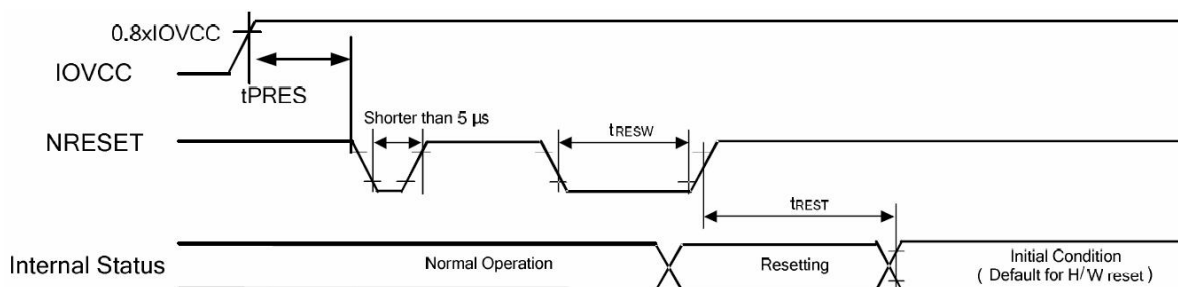 0.8xIOVCC
IOVCC
tPRES
Shorter than 5 μs
NRESET
tRESW
tREST
Internal Status
Normal Operation
Resetting
Initial Condition
( Default for H/W reset )